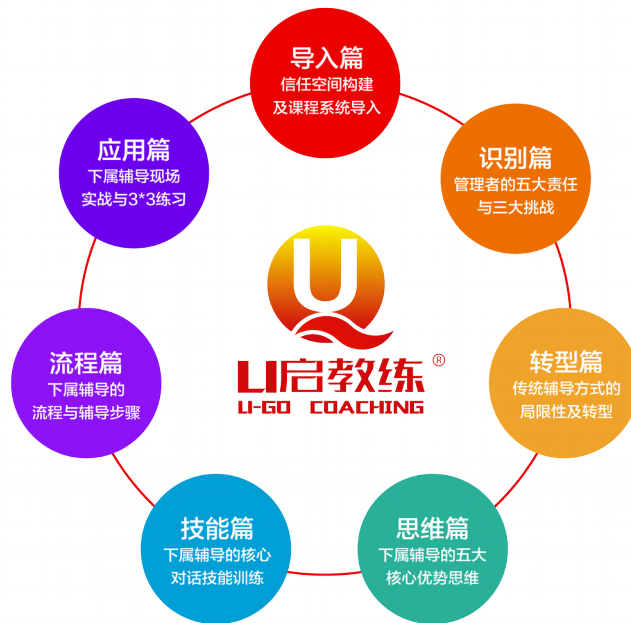 导入篇
信任空间构建
及课程系统导入
识别篇
管理者的五大责任
与三大挑战
转型篇
传统辅导方式的
局限性及转型
思维篇
下属辅导的五大
核心优势思维
技能篇
下属辅导的核心
对话技能训练
流程篇
下属辅导的
流程与辅导步骤
应用篇
下属辅导现场
实战与3*3练习
U
U启教练®
U-GO COACHING